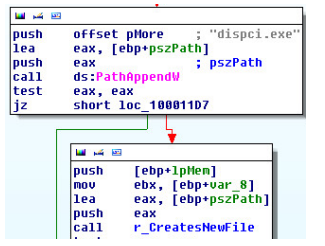 push offset pMore ; "dispci.exe"
lea eax, [ebp+pszPath]
push eax ; pszPath
call ds:PathAppendW
test eax, eax
jz short loc_100011D7
push [ebp+lpMem]
mov ebx, [ebp+var_8]
lea eax, [ebp+pszPath]
push eax
call r_CreatesNewFile